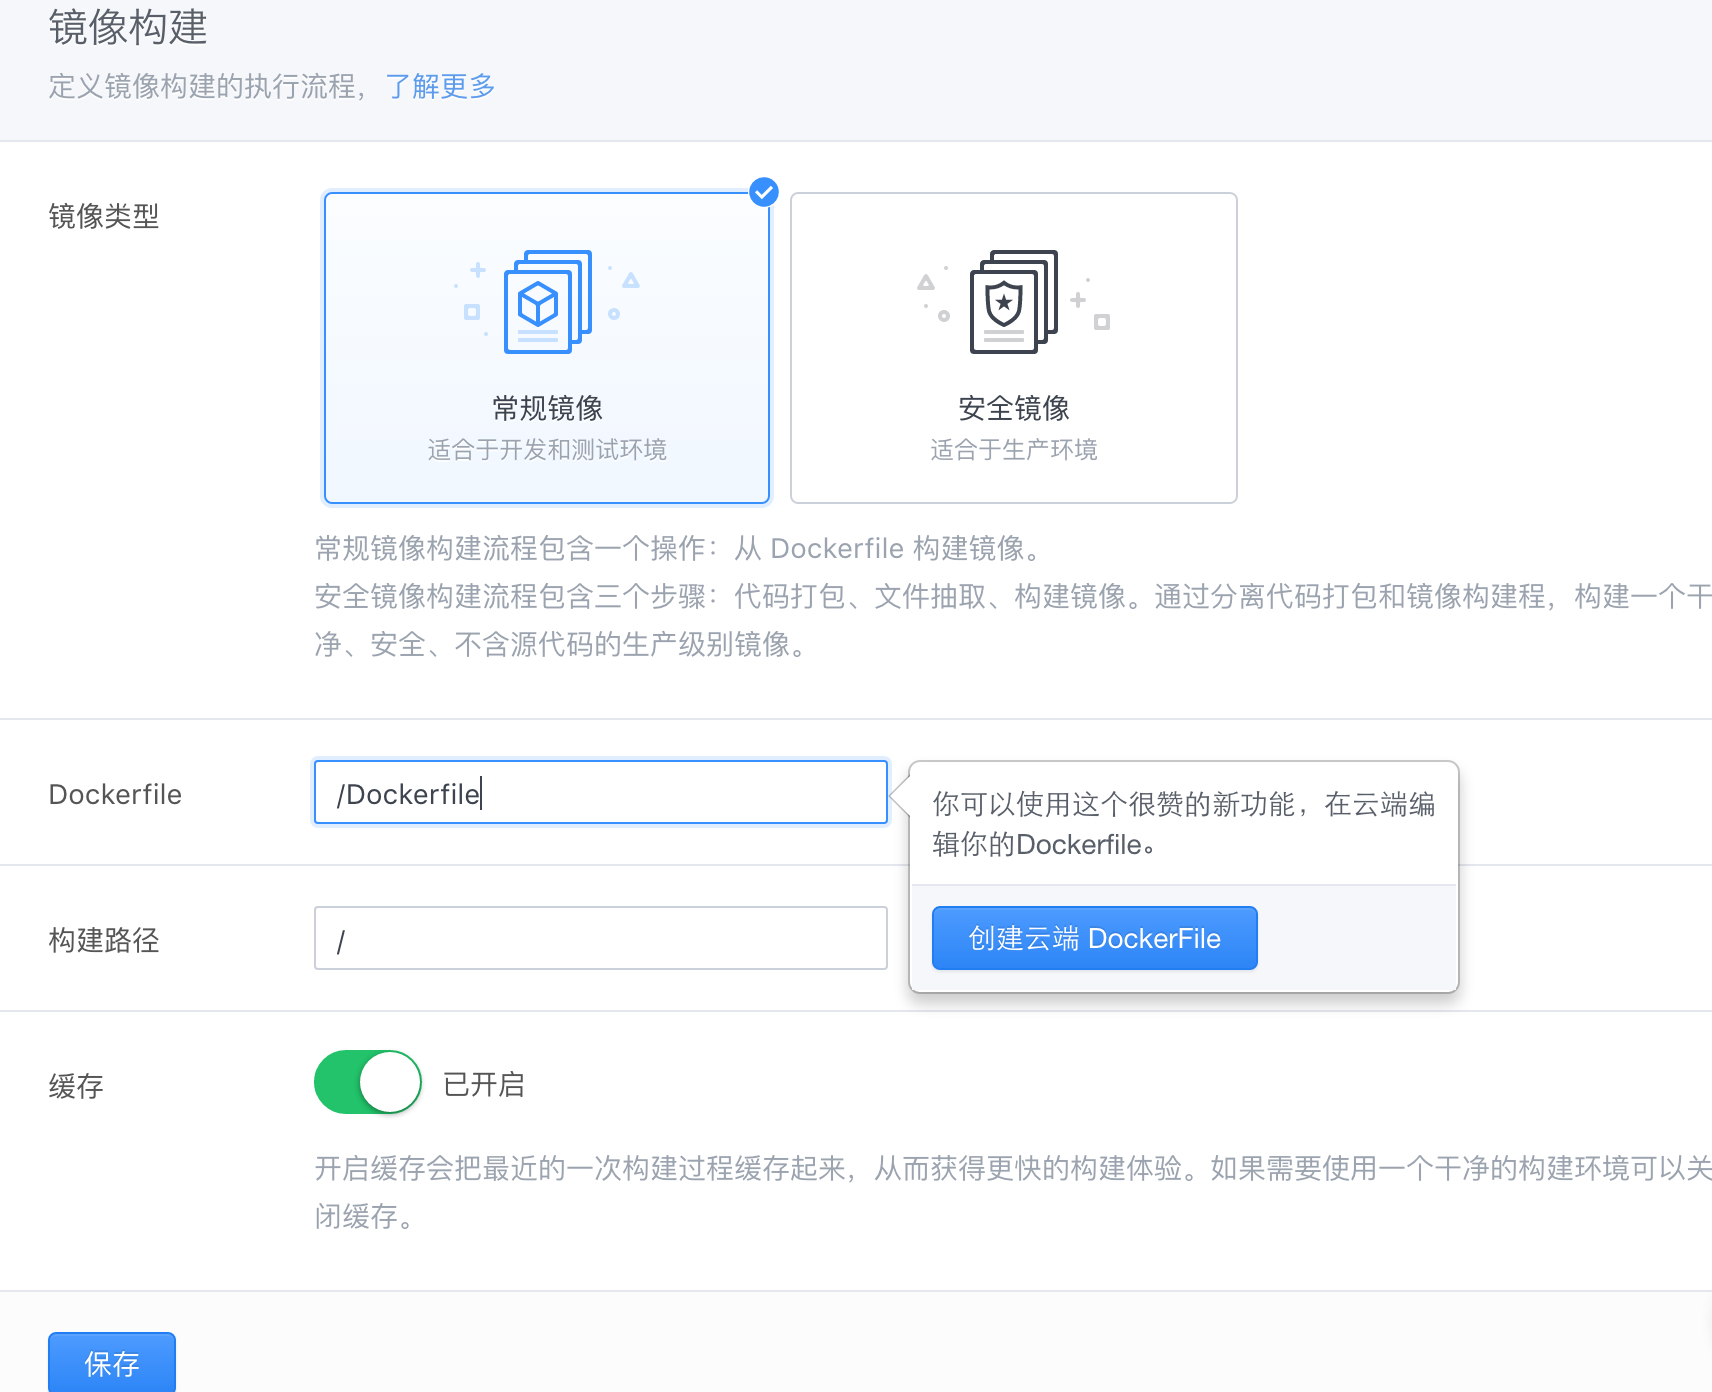 镜像构建
定义镜像构建的执行流程，了解更多
镜像类型
常规镜像
适合于开发和测试环境
安全镜像
适合于生产环境
常规镜像构建流程包含一个操作：从 Dockerfile 构建镜像。
安全镜像构建流程包含三个步骤：代码打包、文件抽取、构建镜像。通过分离代码打包和镜像构建程，构建一个干
净、安全、不含源代码的生产级别镜像。
Dockerfile
/Dockerfile
你可以使用这个很赞的新功能，在云端编
辑你的Dockerfile。
创建云端 DockerFile
构建路径
/
缓存
已开启
开启缓存会把最近的一次构建过程缓存起来，从而获得更快的构建体验。如果需要使用一个干净的构建环境可以关
闭缓存。
保存